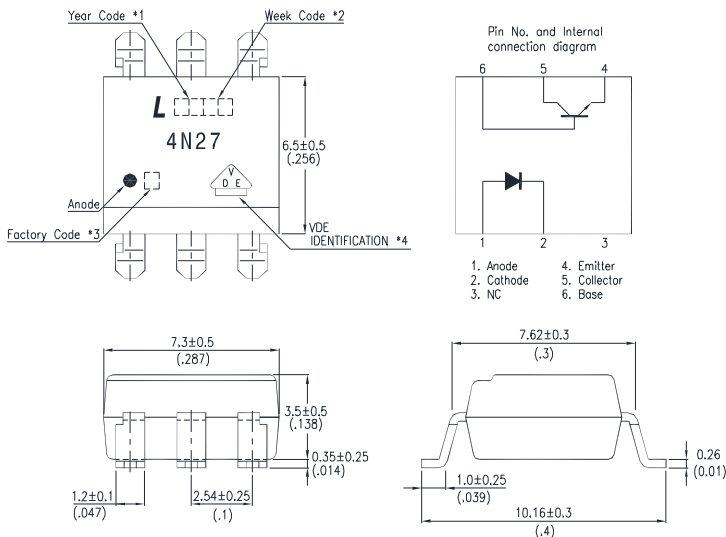 Year Code *1
Week Code *2
L
4N27
V
D E
6.5±0.5
(.256)
Anode
Factory Code *3
VDE
IDENTIFICATION *4
Pin No. and Internal
connection diagram
6 5 4
1 2 3
1. Anode 4. Emitter
2. Cathode 5. Collector
3. NC 6. Base
7.3±0.5
(.287)
3.5±0.5
(.138)
0.35±0.25
(.014)
1.2±0.1
(.047)
2.54±0.25
(.1)
7.62±0.3
(.3)
0.26
(0.01)
1.0±0.25
(.039)
10.16±0.3
(.4)